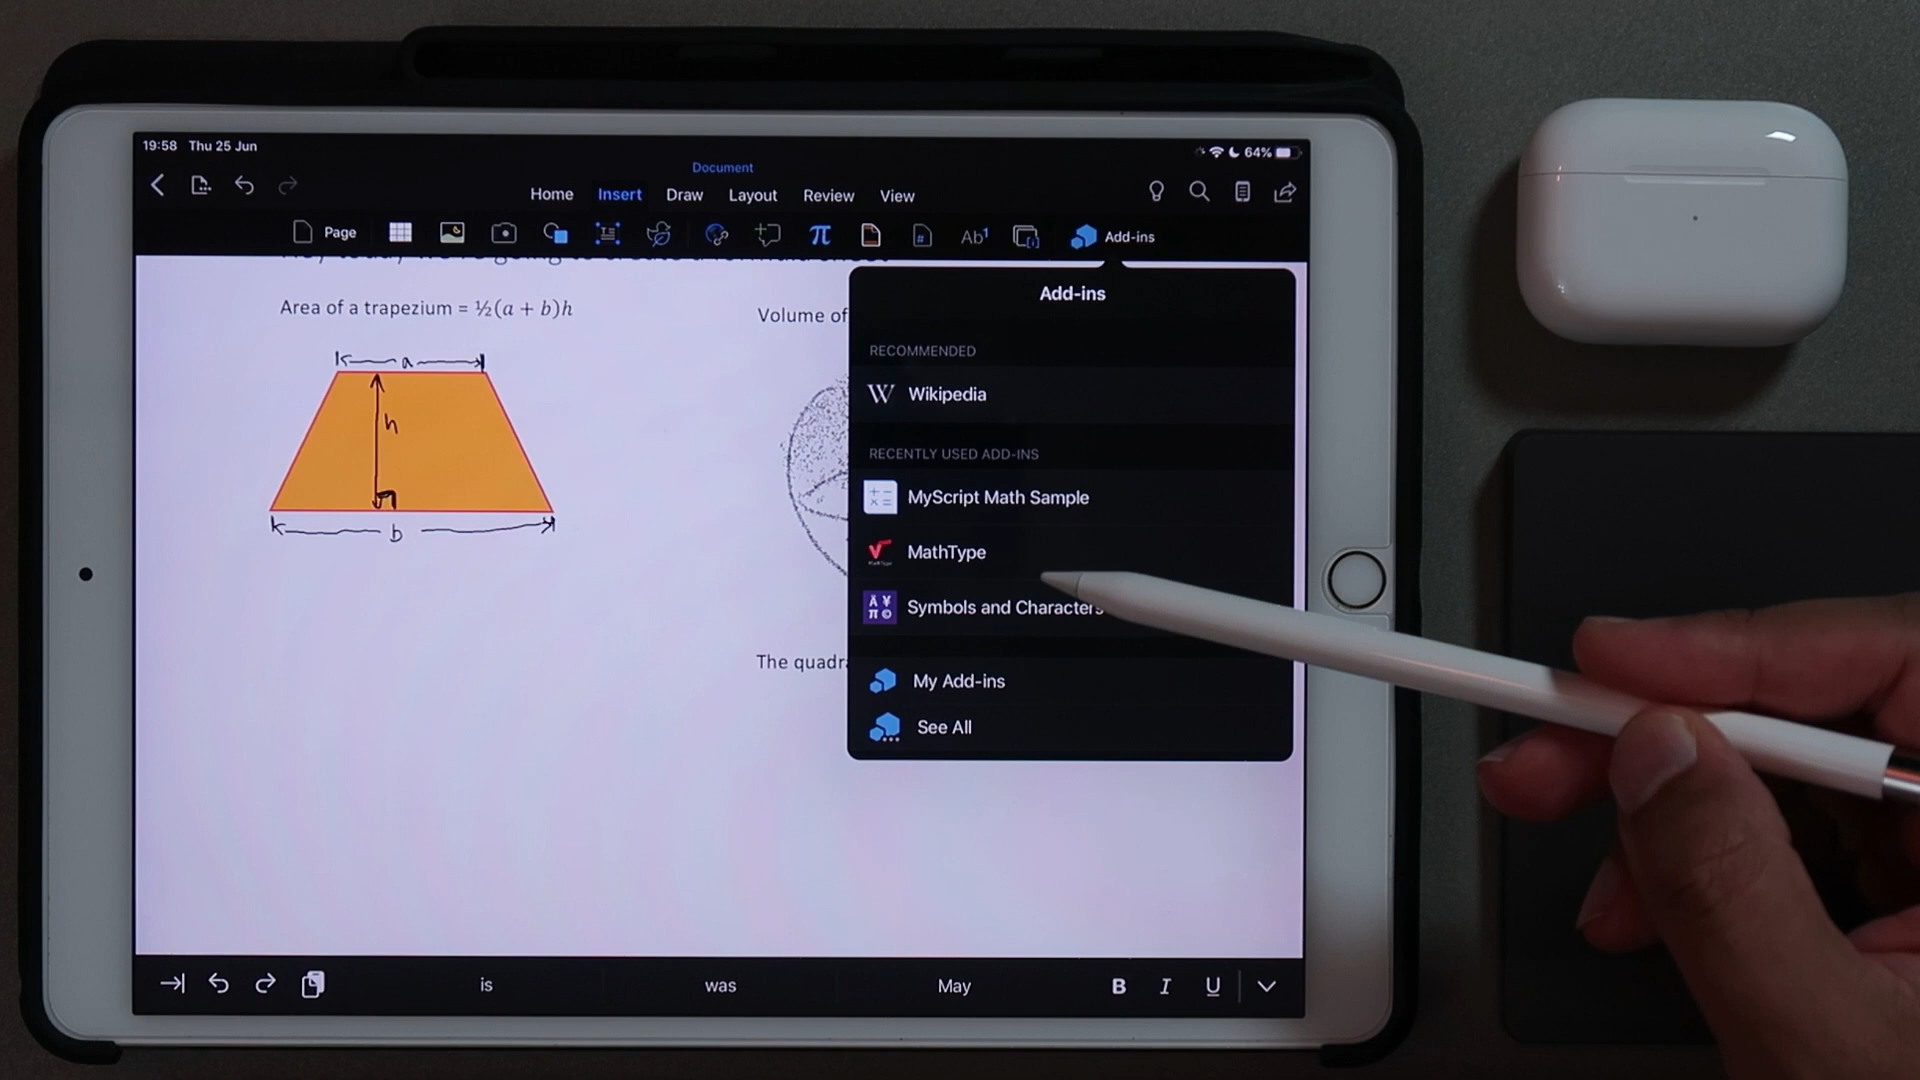 19:58 Thu 25 Jun
64%
Document
Home Insert Draw Layout Review View
Page
π # Ab¹ Add-ins
Area of a trapezium = ½(a + b)h
a
h
b
Volume of
The quadra
Add-ins
RECOMMENDED
W Wikipedia
RECENTLY USED ADD-INS
MyScript Math Sample
MathType
Symbols and Characters
My Add-ins
See All
is was May B I U